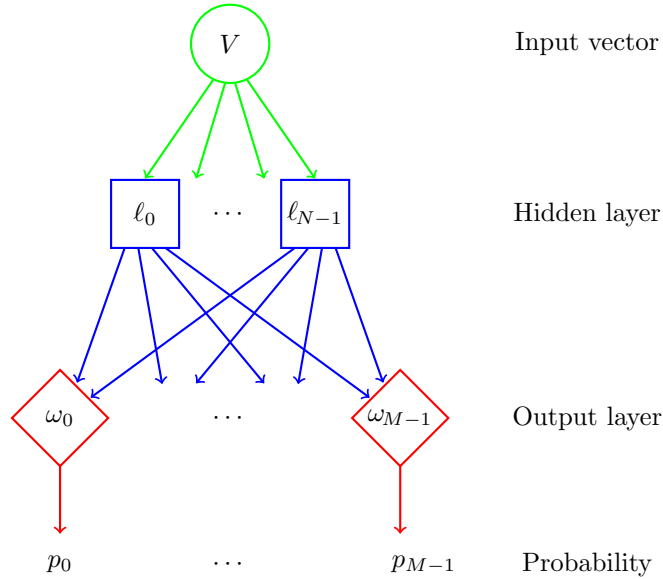 V Input vector
ℓ₀ ⋯ ℓ_{N−1} Hidden layer
ω₀ ⋯ ω_{M−1} Output layer
p₀ ⋯ p_{M−1} Probability